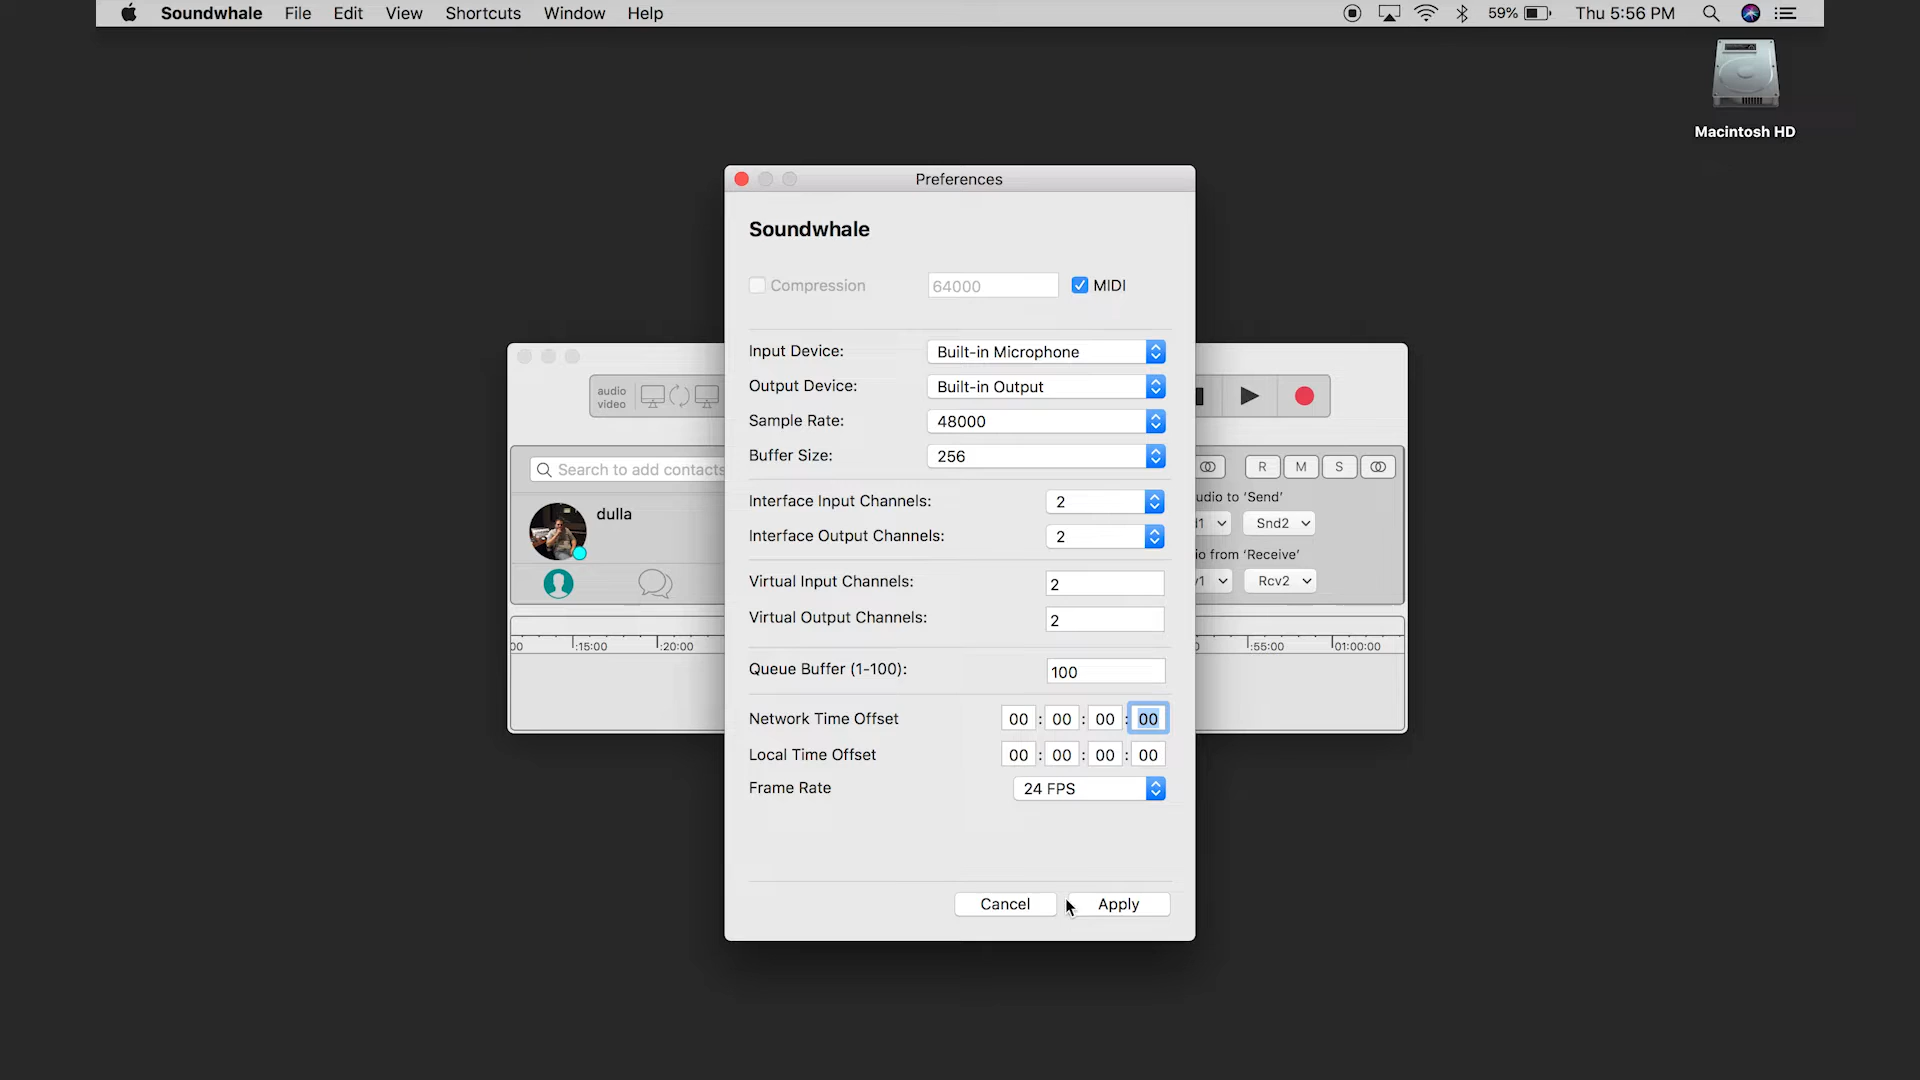 Soundwhale File Edit View Shortcuts Window Help 59% Thu 5:56 PM
Macintosh HD
Preferences
Soundwhale
Compression 64000 MIDI
Input Device: Built-in Microphone
Output Device: Built-in Output
Sample Rate: 48000
Buffer Size: 256
Interface Input Channels: 2
Interface Output Channels: 2
Virtual Input Channels: 2
Virtual Output Channels: 2
Queue Buffer (1-100): 100
Network Time Offset 00 : 00 : 00 : 00
Local Time Offset 00 : 00 : 00 : 00
Frame Rate 24 FPS
Cancel Apply
audio
video
Search to add contacts
dulla
:15:00 :20:00
R M S
to 'Send'
Snd2
from 'Receive'
Rcv2
:55:00 01:00:00